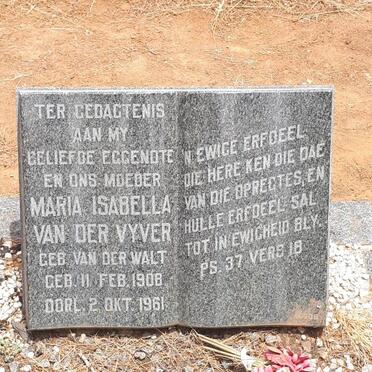 TER GEDAGTENIS
AAN MY
GELIEFDE EGGENOTE
EN ONS MOEDER
MARIA ISABELLA
VAN DER VYVER
GEB. VAN DER WALT
GEB. 11 FEB. 1908
OORL. 2. OKT. 1961
'N EWIGE ERFDEEL
DIE HERE KEN DIE DAE
VAN DIE OPREGTES, EN
HULLE ERFDEEL SAL
TOT IN EWIGHEID BLY.
PS. 37 VERS 18